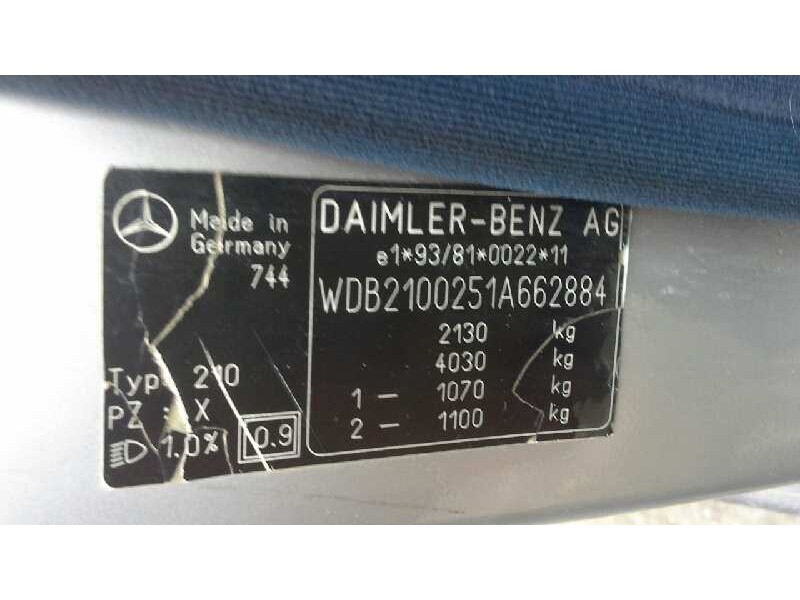 Made in
Germany
744
Typ 210
PZ : X
1.0%
0.9
DAIMLER-BENZ AG
e1*93/81*0022*11
WDB2100251A662884
2130 kg
4030 kg
1 – 1070 kg
2 – 1100 kg